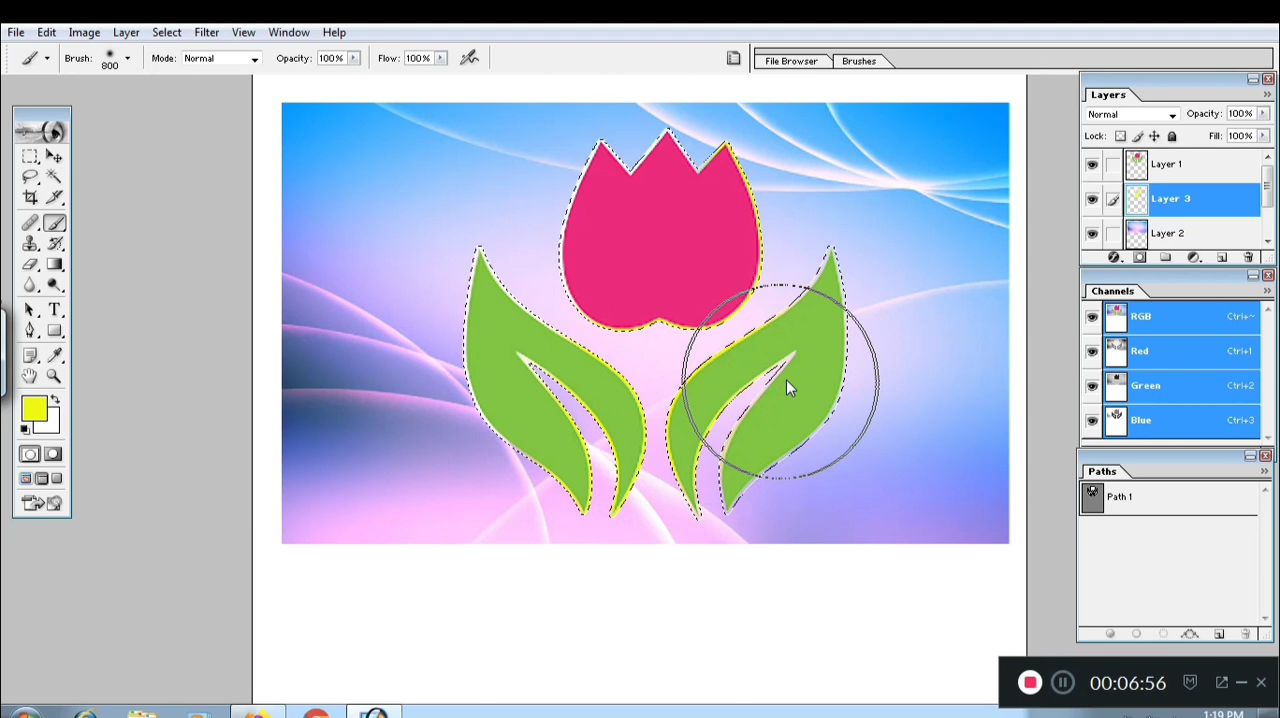 File Edit Image Layer Select Filter View Window Help
Brush: 800 Mode: Normal Opacity: 100% Flow: 100% File Browser Brushes
Layers
Normal Opacity: 100%
Lock: Fill: 100%
Layer 1
Layer 3
Layer 2
Channels
RGB Ctrl+~
Red Ctrl+1
Green Ctrl+2
Blue Ctrl+3
Paths
Path 1
00:06:56
1:19 PM